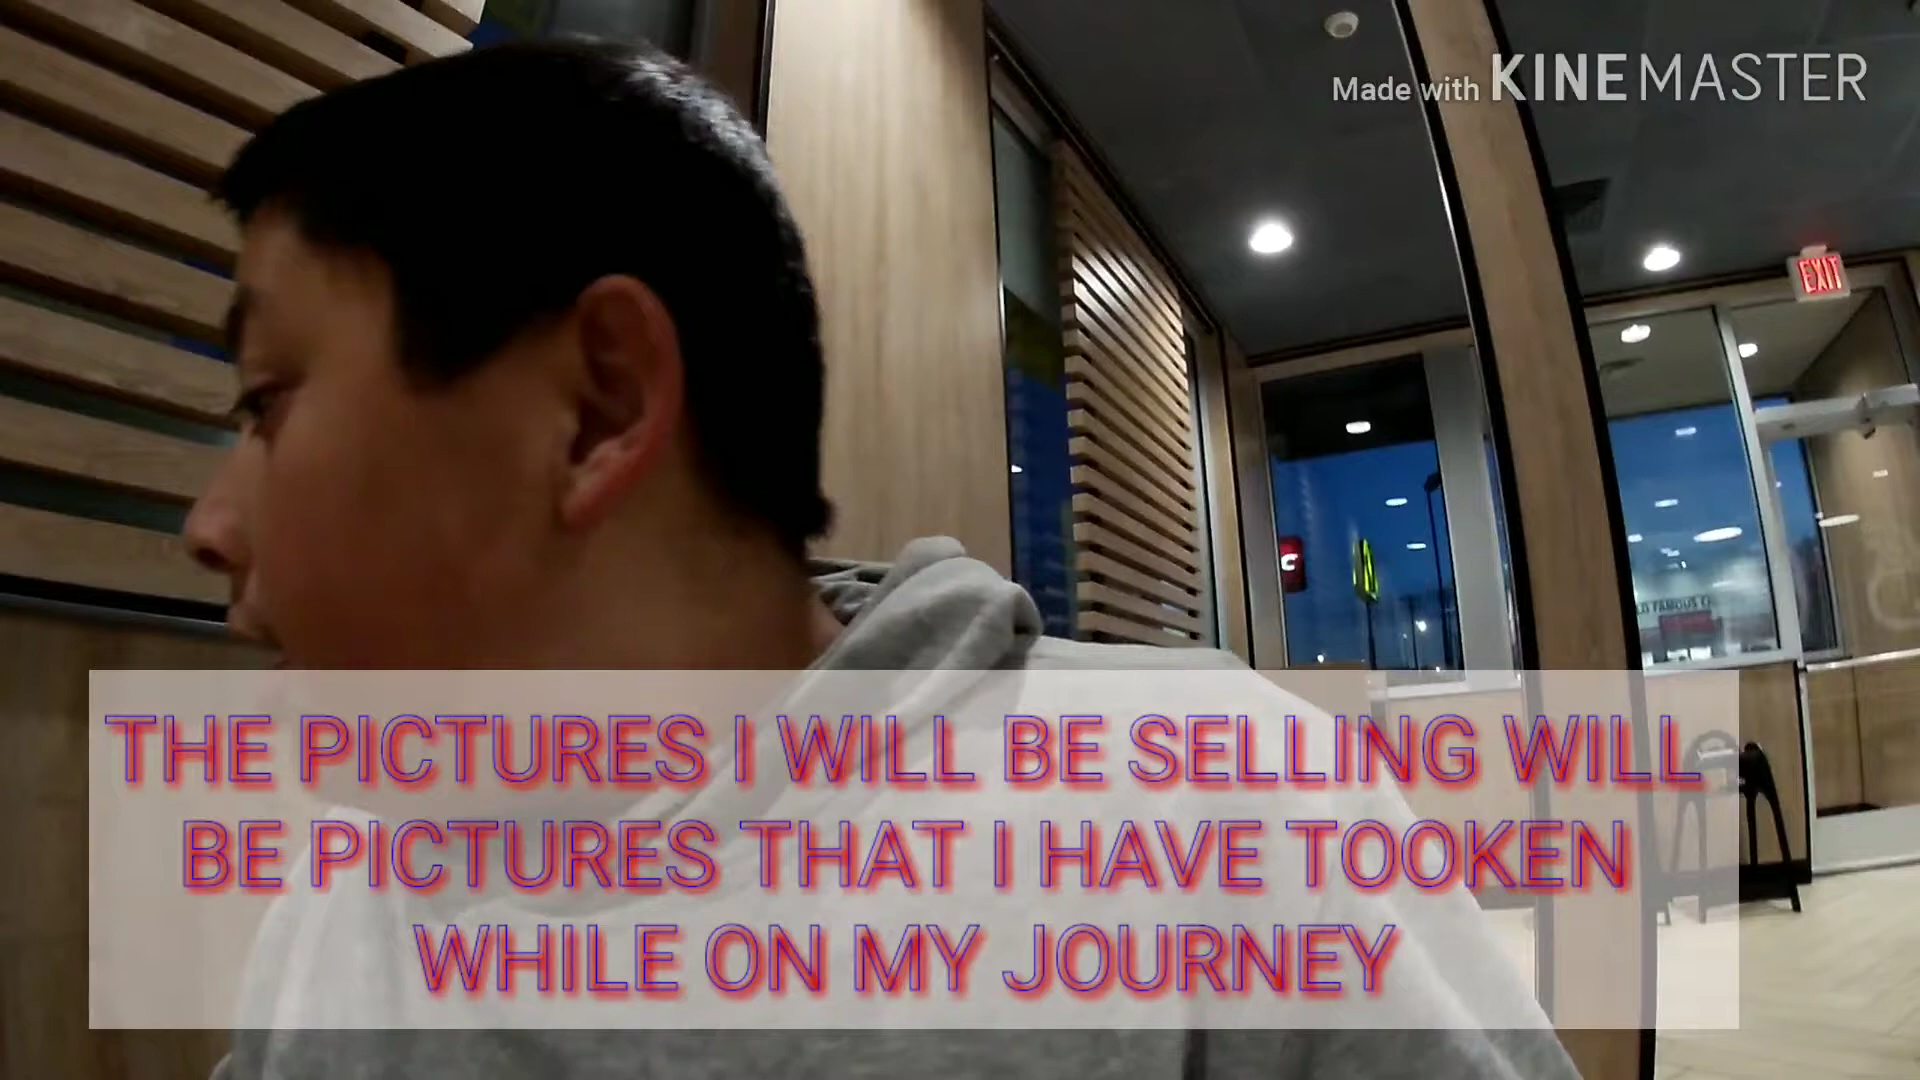 Made with KINEMASTER
EXIT
C
THE PICTURES I WILL BE SELLING WILL
BE PICTURES THAT I HAVE TOOKEN
WHILE ON MY JOURNEY